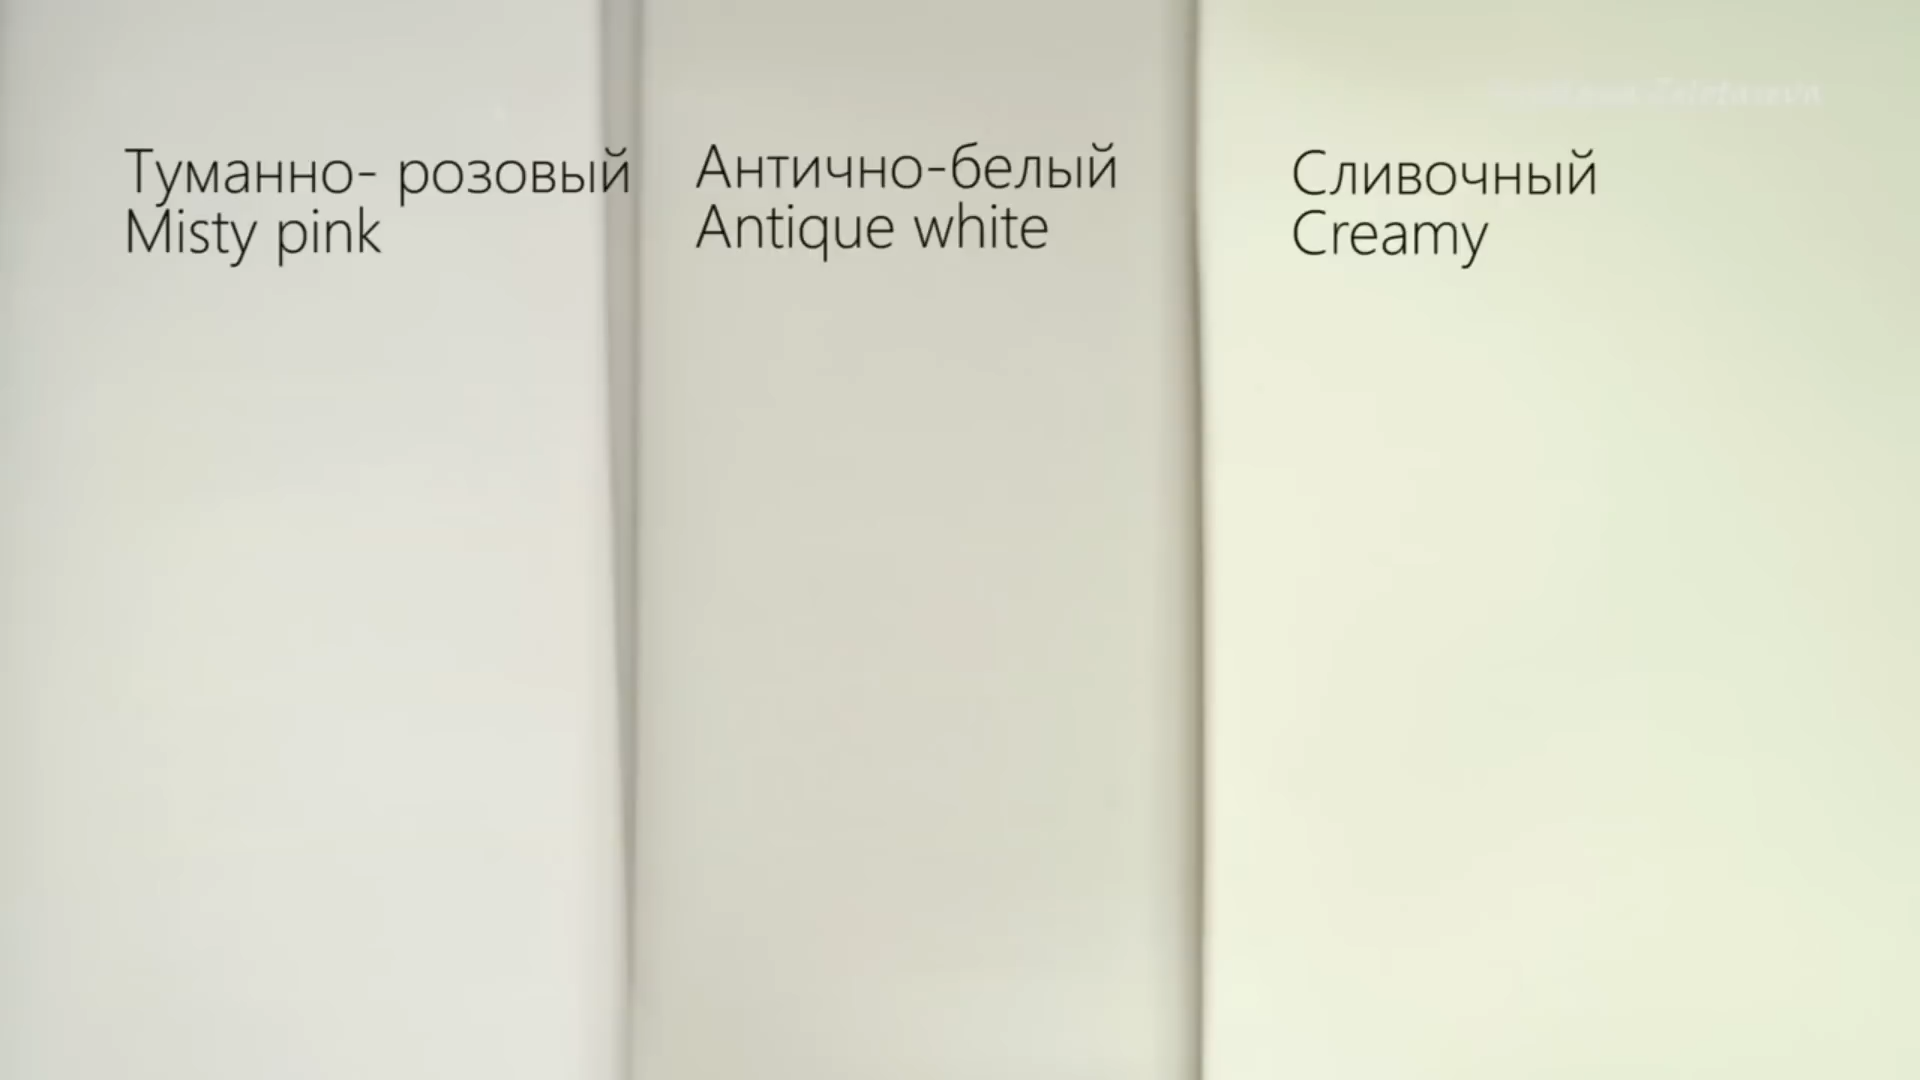 Туманно- розовый
Misty pink
Антично-белый
Antique white
Сливочный
Creamy